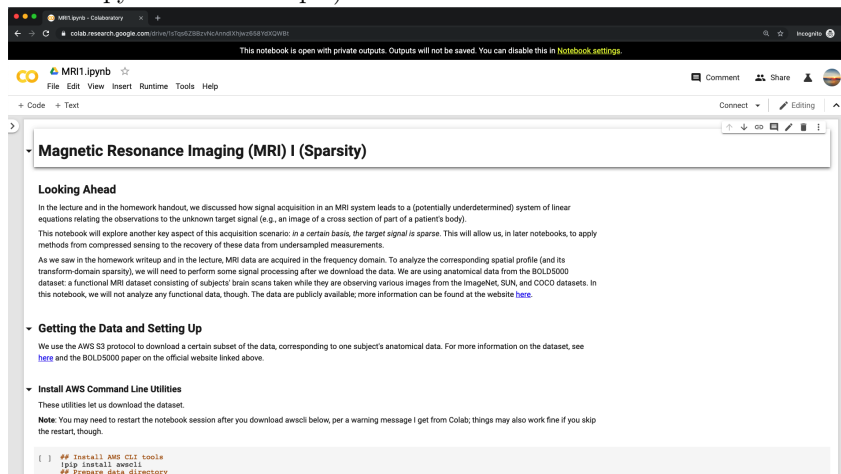 MRI1.ipynb - Colaboratory
colab.research.google.com/drive/
Incognito
This notebook is open with private outputs. Outputs will not be saved. You can disable this in Notebook settings.
MRI1.ipynb
Comment Share
File Edit View Insert Runtime Tools Help
+ Code + Text
Connect Editing
Magnetic Resonance Imaging (MRI) I (Sparsity)
Looking Ahead
In the lecture and in the homework handout, we discussed how signal acquisition in an MRI system leads to a (potentially underdetermined) system of linear
equations relating the observations to the unknown target signal (e.g., an image of a cross section of part of a patient's body).
This notebook will explore another key aspect of this acquisition scenario: in a certain basis, the target signal is sparse. This will allow us, in later notebooks, to apply
methods from compressed sensing to the recovery of these data from undersampled measurements.
As we saw in the homework writeup and in the lecture, MRI data are acquired in the frequency domain. To analyze the corresponding spatial profile (and its
transform-domain sparsity), we will need to perform some signal processing after we download the data. We are using anatomical data from the BOLD5000
dataset: a functional MRI dataset consisting of subjects' brain scans taken while they are observing various images from the ImageNet, SUN, and COCO datasets. In
this notebook, we will not analyze any functional data, though. The data are publicly available; more information can be found at the website here.
Getting the Data and Setting Up
We use the AWS S3 protocol to download a certain subset of the data, corresponding to one subject's anatomical data. For more information on the dataset, see
here and the BOLD5000 paper on the official website linked above.
Install AWS Command Line Utilities
These utilities let us download the dataset.
Note: You may need to restart the notebook session after you download awscli below, per a warning message I get from Colab; things may also work fine if you skip
the restart, though.
[ ] ## Install AWS CLI tools
!pip install awscli
## Prepare data directory